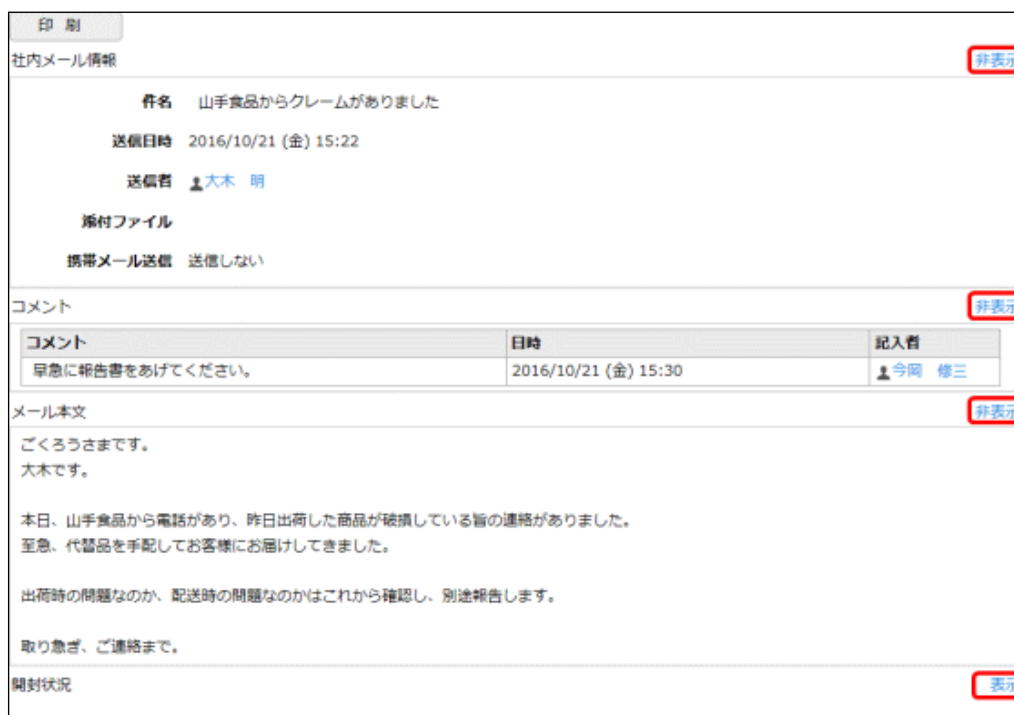 印 刷
社内メール情報 非表示
件名 山手食品からクレームがありました
送信日時 2016/10/21 (金) 15:22
送信者 大木 明
添付ファイル
携帯メール送信 送信しない
コメント 非表示
コメント 日時 記入者
早急に報告書をあげてください。 2016/10/21 (金) 15:30 今岡 修三
メール本文 非表示
ごくろうさまです。
大木です。
本日、山手食品から電話があり、昨日出荷した商品が破損している旨の連絡がありました。
至急、代替品を手配してお客様にお届けしてきました。
出荷時の問題なのか、配送時の問題なのかはこれから確認し、別途報告します。
取り急ぎ、ご連絡まで。
開封状況 表示